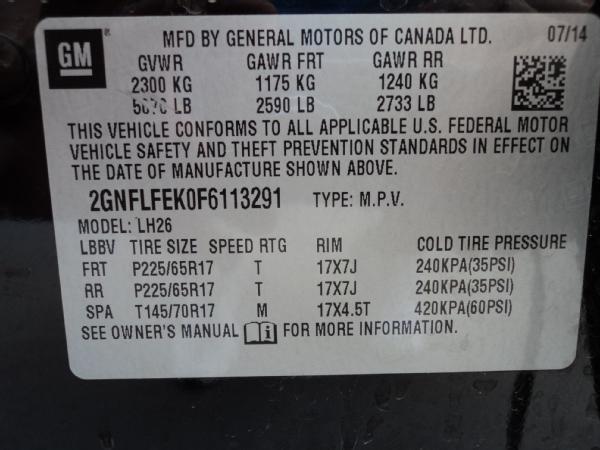 GM
MFD BY GENERAL MOTORS OF CANADA LTD. 07/14
GVWR GAWR FRT GAWR RR
2300 KG 1175 KG 1240 KG
LB 2590 LB 2733 LB
THIS VEHICLE CONFORMS TO ALL APPLICABLE U.S. FEDERAL MOTOR
VEHICLE SAFETY AND THEFT PREVENTION STANDARDS IN EFFECT ON
THE DATE OF MANUFACTURE SHOWN ABOVE.
2GNFLFEK0F6113291 TYPE: M.P.V.
MODEL: LH26
LBBV TIRE SIZE SPEED RTG RIM COLD TIRE PRESSURE
FRT P225/65R17 T 17X7J 240KPA(35PSI)
RR P225/65R17 T 17X7J 240KPA(35PSI)
SPA T145/70R17 M 17X4.5T 420KPA(60PSI)
SEE OWNER'S MANUAL FOR MORE INFORMATION.